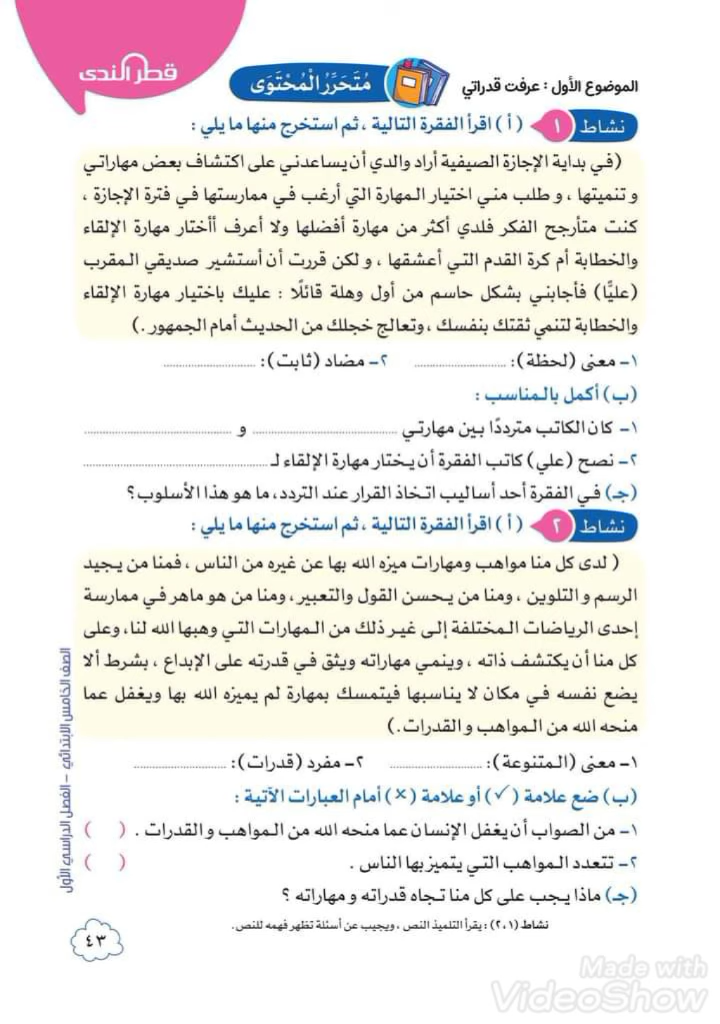 قطر الندى
الموضوع الأول : عرفت قدراتي
مُتَحَرِّرُ الْمُحْتَوَى
نشاط ١ ( أ ) اقرأ الفقرة التالية ، ثم استخرج منها ما يلي :
(في بداية الإجازة الصيفية أراد والدي أن يساعدني على اكتشاف بعض مهاراتي
وتنميتها ، و طلب مني اختيار المهارة التي أرغب في ممارستها في فترة الإجازة ،
كنت متأرجح الفكر فلدي أكثر من مهارة أفضلها ولا أعرف أأختار مهارة الإلقاء
والخطابة أم كرة القدم التي أعشقها ، و لكن قررت أن أستشير صديقي المقرب
(عليًّا) فأجابني بشكل حاسم من أول وهلة قائلًا : عليك باختيار مهارة الإلقاء
والخطابة لتنمي ثقتك بنفسك ، وتعالج خجلك من الحديث أمام الجمهور .)
١- معنى (لحظة): .......................... ٢- مضاد (ثابت): ..........................
(ب) أكمل بالمناسب :
١- كان الكاتب مترددًا بين مهارتي .......................... و ..........................
٢- نصح (علي) كاتب الفقرة أن يختار مهارة الإلقاء لـ ..........................
(جـ) في الفقرة أحد أساليب اتخاذ القرار عند التردد، ما هو هذا الأسلوب ؟
نشاط ٢ ( أ ) اقرأ الفقرة التالية ، ثم استخرج منها ما يلي :
( لدى كل منا مواهب ومهارات ميزه الله بها عن غيره من الناس ، فمنا من يجيد
الرسم و التلوين ، ومنا من يحسن القول والتعبير، ومنا من هو ماهر في ممارسة
إحدى الرياضات المختلفة إلى غير ذلك من المهارات التي وهبها الله لنا، وعلى
كل منا أن يكتشف ذاته ، وينمي مهاراته ويثق في قدرته على الإبداع ، بشرط ألا
يضع نفسه في مكان لا يناسبها فيتمسك بمهارة لم يميزه الله بها ويغفل عما
منحه الله من المواهب و القدرات .)
١- معنى (المتنوعة): .......................... ٢- مفرد (قدرات): ..........................
(ب) ضع علامة (✓) أو علامة (×) أمام العبارات الآتية :
١- من الصواب أن يغفل الإنسان عما منحه الله من المواهب و القدرات . ( )
٢- تتعدد المواهب التي يتميز بها الناس . ( )
(جـ) ماذا يجب على كل منا تجاه قدراته و مهاراته ؟
نشاط (١ ،٢) : يقرأ التلميذ النص ، ويجيب عن أسئلة تظهر فهمه للنص .
الصف الخامس الابتدائي - الفصل الدراسي الأول
٤٣
Made with
VideoShow